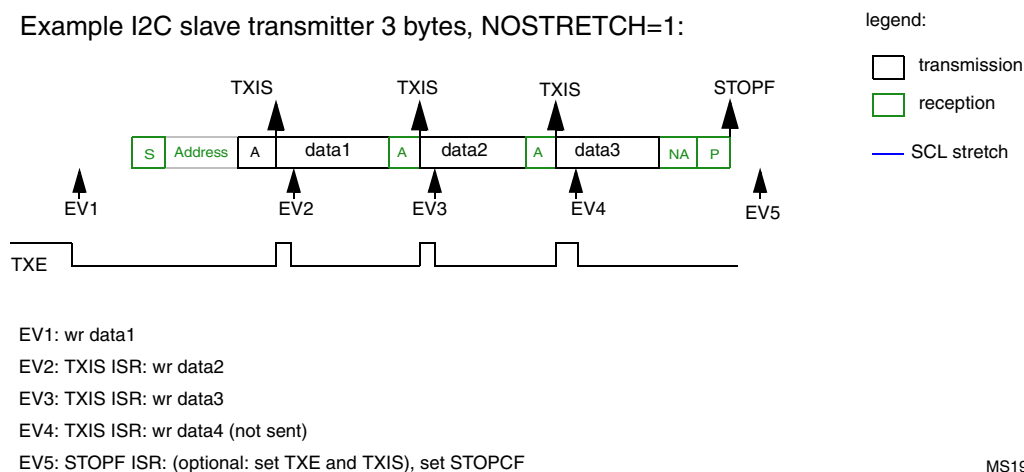 Example I2C slave transmitter 3 bytes, NOSTRETCH=1:
legend:
transmission
reception
SCL stretch
TXIS TXIS TXIS STOPF
S Address A data1 A data2 A data3 NA P
EV1 EV2 EV3 EV4 EV5
TXE
EV1: wr data1
EV2: TXIS ISR: wr data2
EV3: TXIS ISR: wr data3
EV4: TXIS ISR: wr data4 (not sent)
EV5: STOPF ISR: (optional: set TXE and TXIS), set STOPCF
MS19